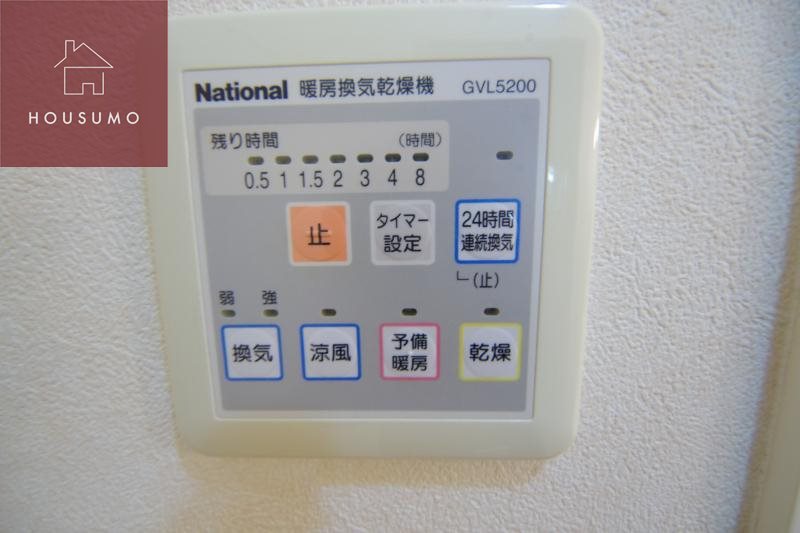 HOUSUMO
National 暖房換気乾燥機 GVL5200
残り時間 (時間)
0.5 1 1.5 2 3 4 8
止 タイマー設定 24時間連続換気
(止)
弱 強
換気 涼風 予備暖房 乾燥